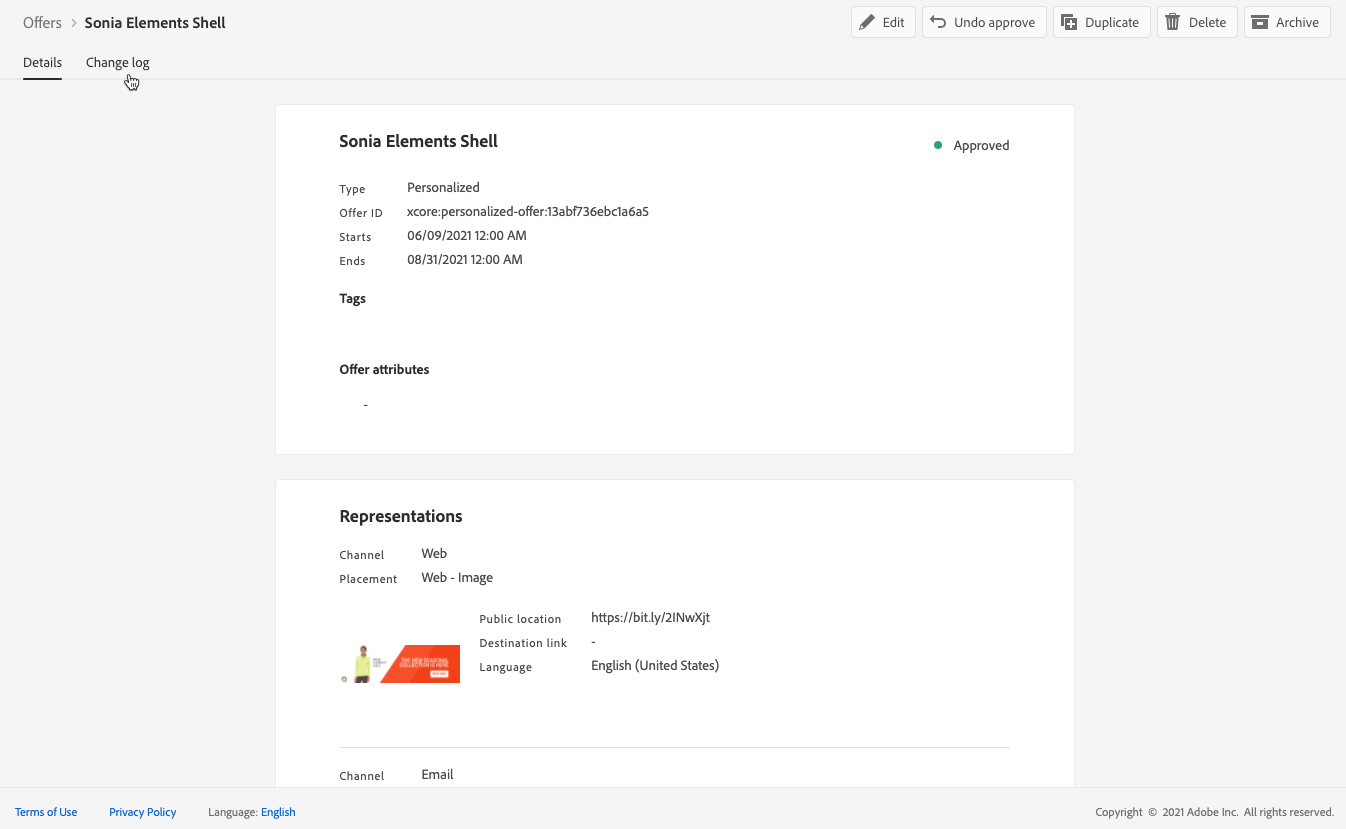 Offers > Sonia Elements Shell
Edit
Undo approve
Duplicate
Delete
Archive
Details
Change log
Sonia Elements Shell
Approved
Type Personalized
Offer ID xcore:personalized-offer:13abf736ebc1a6a5
Starts 06/09/2021 12:00 AM
Ends 08/31/2021 12:00 AM
Tags
Offer attributes
-
Representations
Channel Web
Placement Web - Image
THE NEW SEASONAL
COLLECTION IS HERE
Public location https://bit.ly/2INwXjt
Destination link -
Language English (United States)
Channel Email
Terms of Use
Privacy Policy
Language: English
Copyright © 2021 Adobe Inc. All rights reserved.